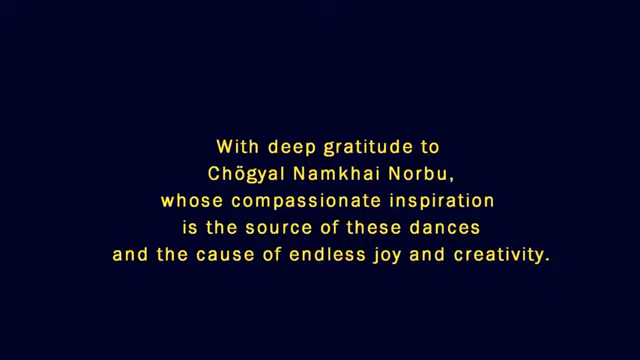 With deep gratitude to
Chögyal Namkhai Norbu,
whose compassionate inspiration
is the source of these dances
and the cause of endless joy and creativity.